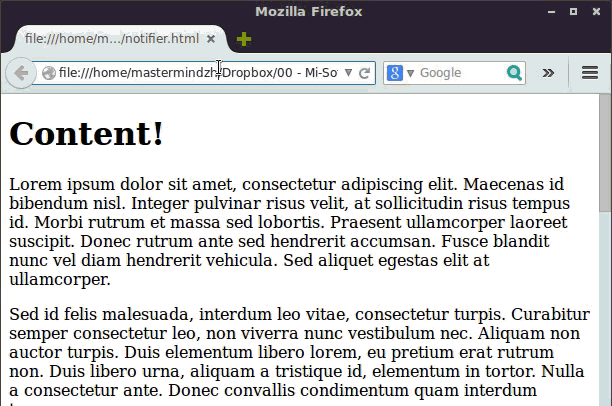 Mozilla Firefox
file:///home/m.../notifier.html
file:///home/mastermindzh/Dropbox/00 - Mi-So
Google
Content!
Lorem ipsum dolor sit amet, consectetur adipiscing elit. Maecenas id
bibendum nisl. Integer pulvinar risus velit, at sollicitudin risus tempus
id. Morbi rutrum et massa sed lobortis. Praesent ullamcorper laoreet
suscipit. Donec rutrum ante sed hendrerit accumsan. Fusce blandit
nunc vel diam hendrerit vehicula. Sed aliquet egestas elit at
ullamcorper.
Sed id felis malesuada, interdum leo vitae, consectetur turpis. Curabitur
semper consectetur leo, non viverra nunc vestibulum nec. Aliquam non
auctor turpis. Duis elementum libero lorem, eu pretium erat rutrum
non. Duis libero urna, aliquam a tristique id, elementum in tortor. Nulla
a consectetur ante. Donec convallis condimentum quam interdum